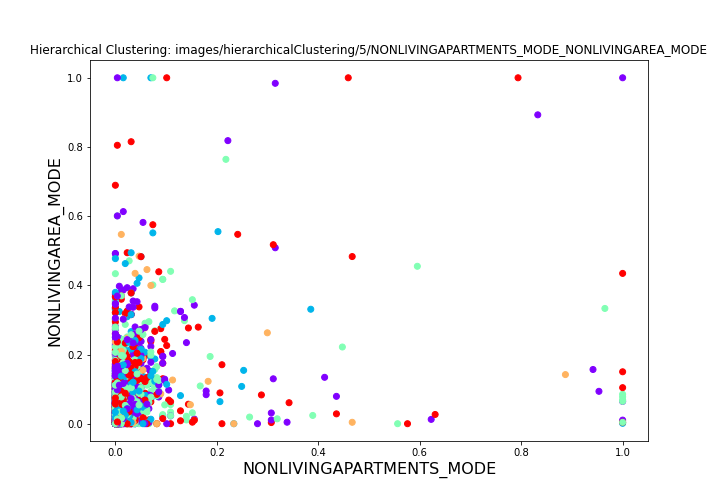 Hierarchical Clustering: images/hierarchicalClustering/5/NONLIVINGAPARTMENTS_MODE_NONLIVINGAREA_MODE
1.0
0.8
0.6
0.4
0.2
0.0
NONLIVINGAREA_MODE
0.0 0.2 0.4 0.6 0.8 1.0
NONLIVINGAPARTMENTS_MODE